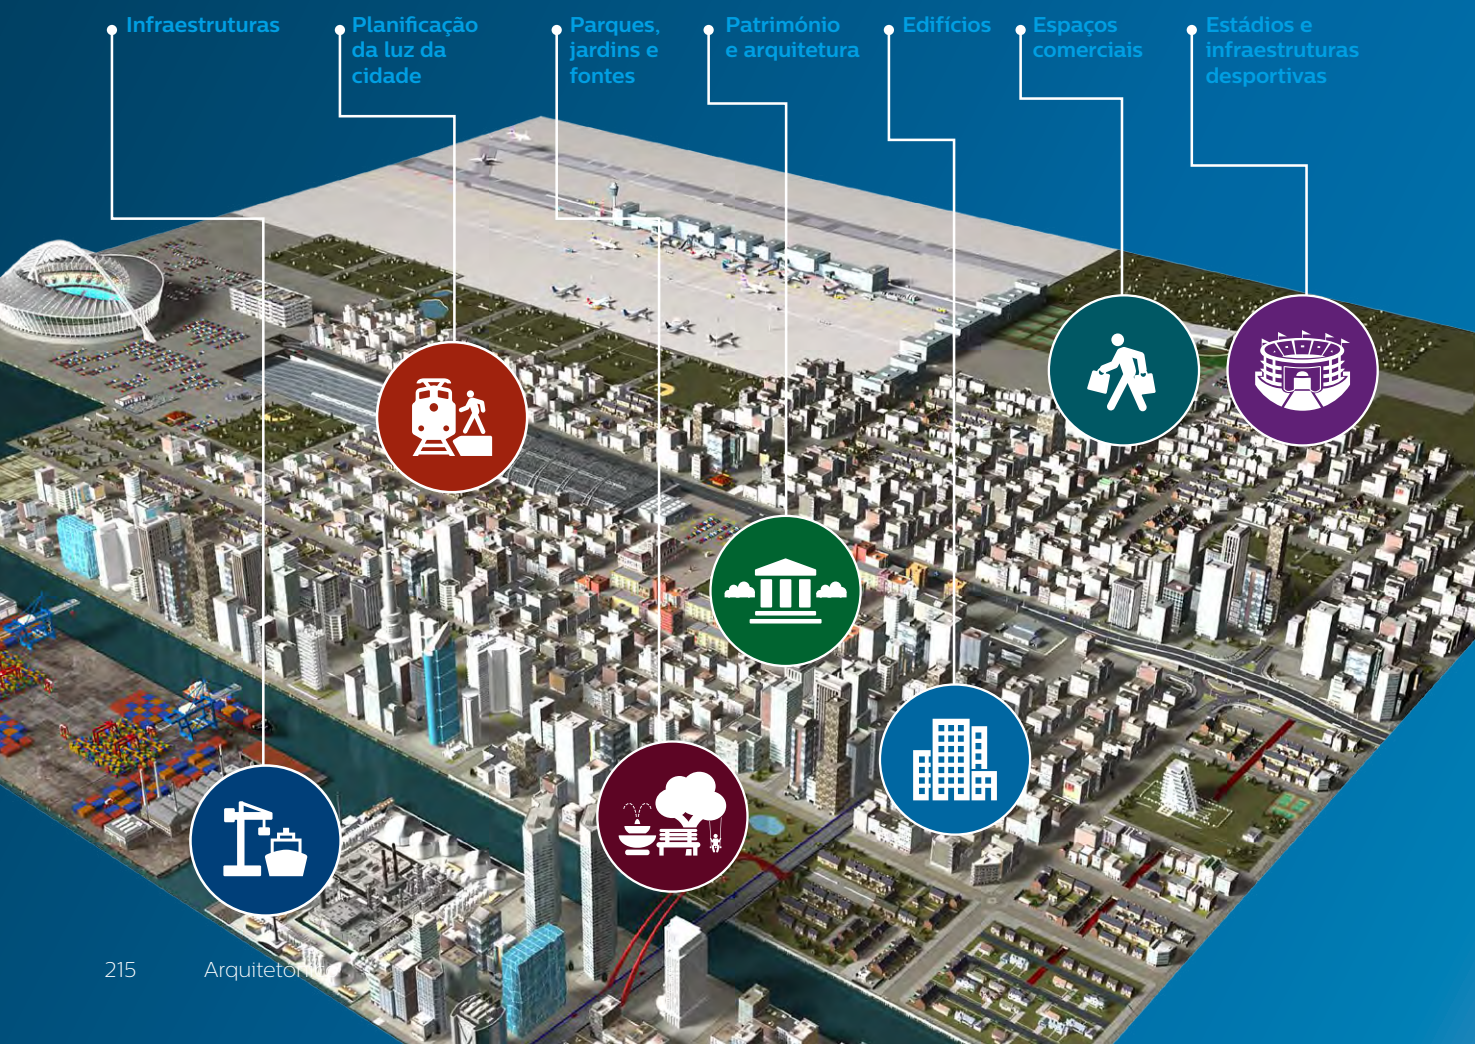 Infraestruturas
Planificação
da luz da
cidade
Parques,
jardins e
fontes
Património
e arquitetura
Edifícios
Espaços
comerciais
Estádios e
infraestruturas
desportivas
215